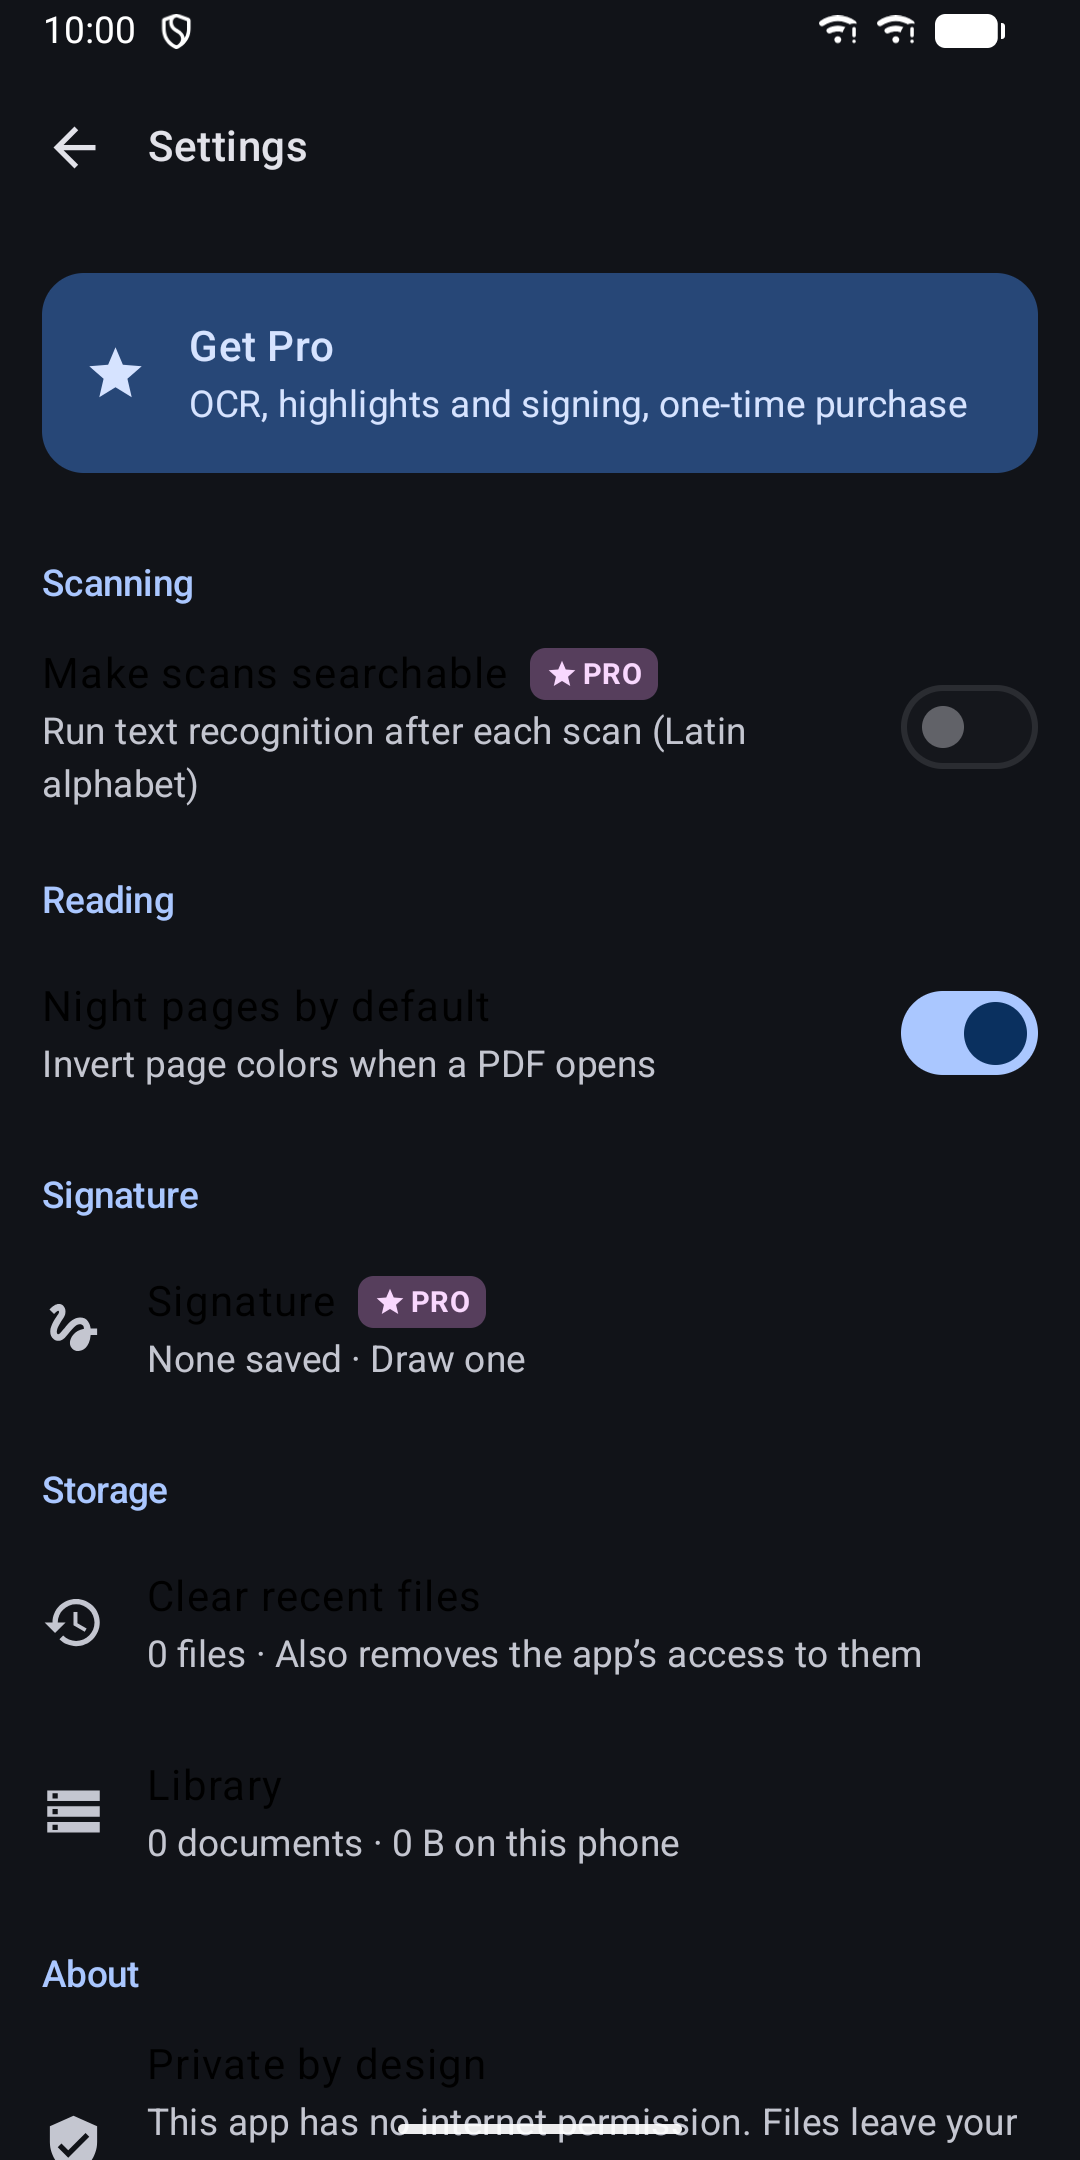 10:00
Settings
Get Pro
OCR, highlights and signing, one-time purchase
Scanning
Make scans searchable PRO
Run text recognition after each scan (Latin
alphabet)
Reading
Night pages by default
Invert page colors when a PDF opens
Signature
Signature PRO
None saved · Draw one
Storage
Clear recent files
0 files · Also removes the app’s access to them
Library
0 documents · 0 B on this phone
About
Private by design
This app has no internet permission. Files leave your